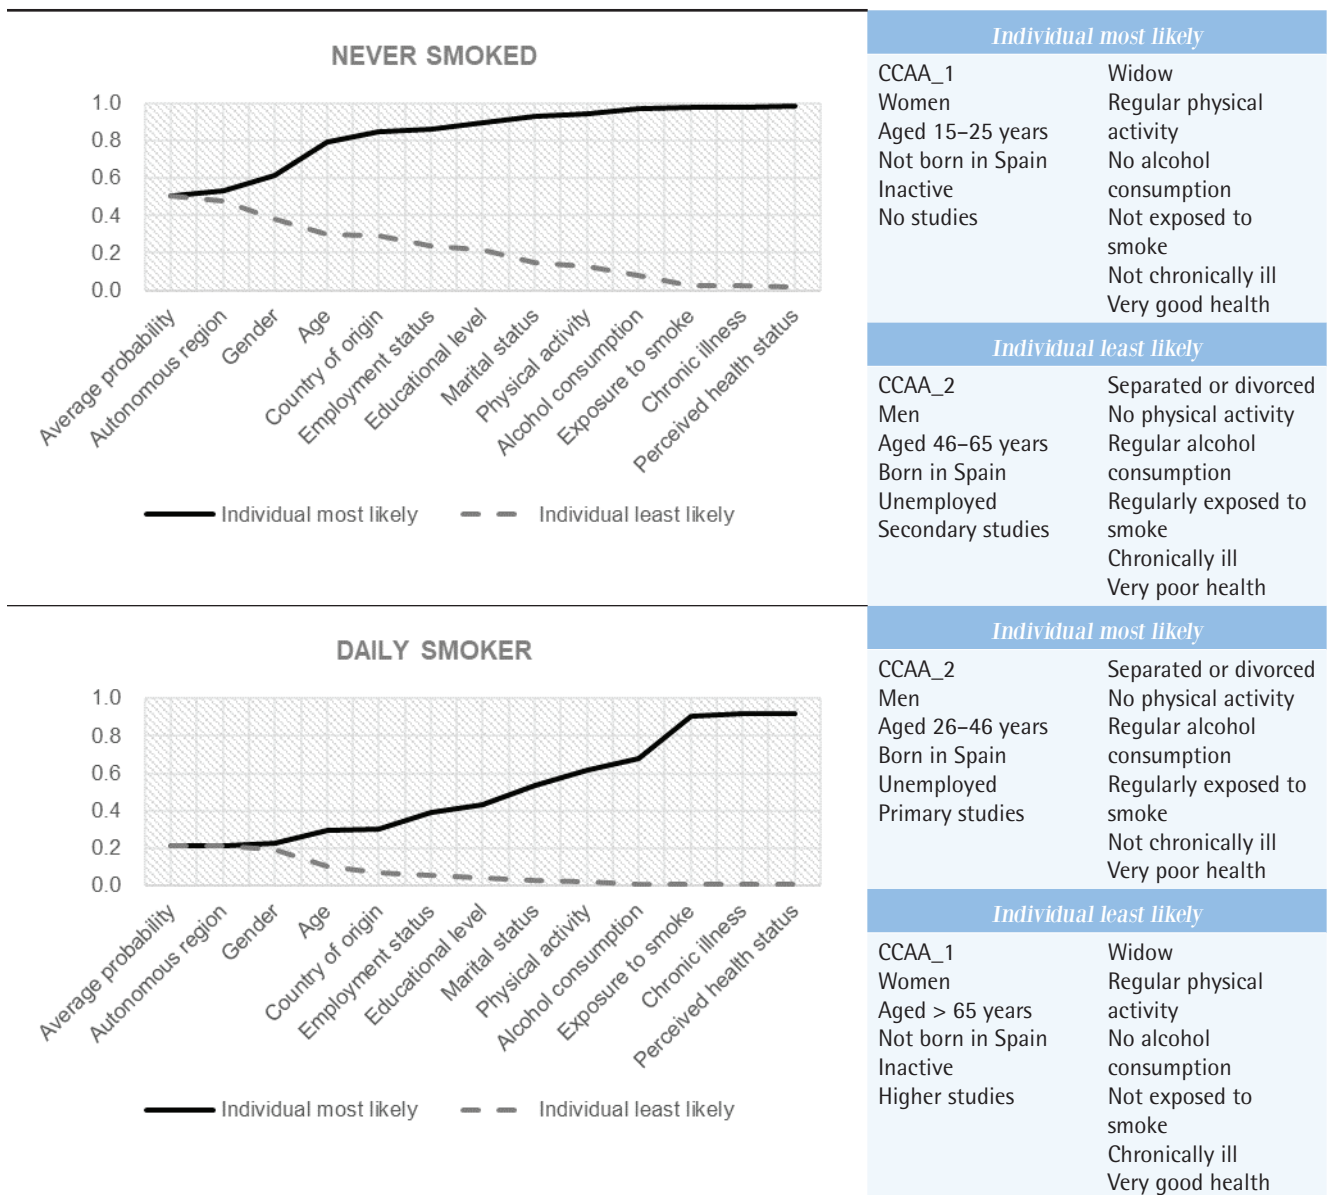 NEVER SMOKED
1.0
0.8
0.6
0.4
0.2
0.0
Average probability
Autonomous region
Gender
Age
Country of origin
Employment status
Educational level
Marital status
Physical activity
Alcohol consumption
Exposure to smoke
Chronic illness
Perceived health status
Individual most likely
Individual least likely
Individual most likely
CCAA_1
Women
Aged 15–25 years
Not born in Spain
Inactive
No studies
Widow
Regular physical
activity
No alcohol
consumption
Not exposed to
smoke
Not chronically ill
Very good health
Individual least likely
CCAA_2
Men
Aged 46–65 years
Born in Spain
Unemployed
Secondary studies
Separated or divorced
No physical activity
Regular alcohol
consumption
Regularly exposed to
smoke
Chronically ill
Very poor health
DAILY SMOKER
1.0
0.8
0.6
0.4
0.2
0.0
Average probability
Autonomous region
Gender
Age
Country of origin
Employment status
Educational level
Marital status
Physical activity
Alcohol consumption
Exposure to smoke
Chronic illness
Perceived health status
Individual most likely
Individual least likely
Individual most likely
CCAA_2
Men
Aged 26–46 years
Born in Spain
Unemployed
Primary studies
Separated or divorced
No physical activity
Regular alcohol
consumption
Regularly exposed to
smoke
Not chronically ill
Very poor health
Individual least likely
CCAA_1
Women
Aged > 65 years
Not born in Spain
Inactive
Higher studies
Widow
Regular physical
activity
No alcohol
consumption
Not exposed to
smoke
Chronically ill
Very good health